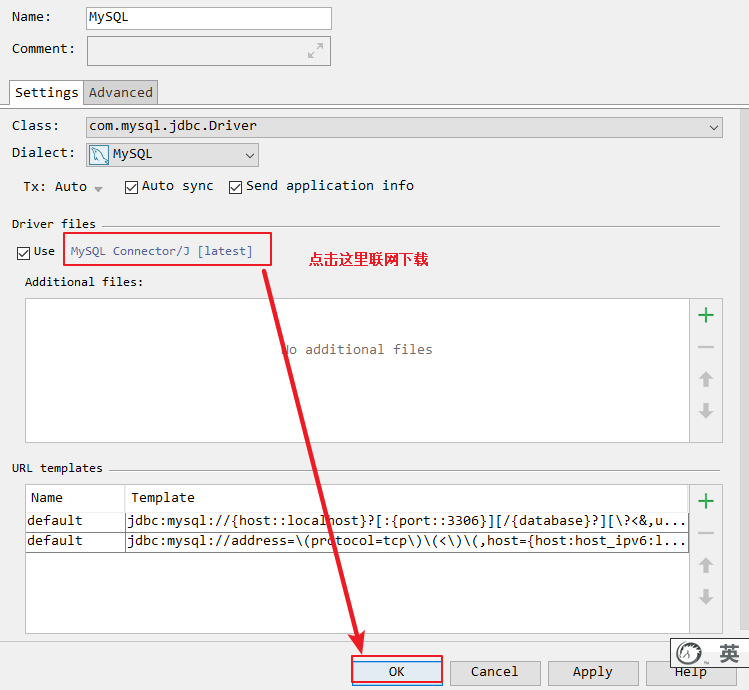 Name: MySQL
Comment:
Settings Advanced
Class: com.mysql.jdbc.Driver
Dialect: MySQL
Tx: Auto Auto sync Send application info
Driver files
Use MySQL Connector/J [latest] 点击这里联网下载
Additional files:
No additional files
URL templates
Name Template
default jdbc:mysql://{host::localhost}?[:{port::3306}][/{database}?][\?<&,u...
default jdbc:mysql://address=\(protocol=tcp\)\(<\)\(,host={host:host_ipv6:l...
OK Cancel Apply Help
英